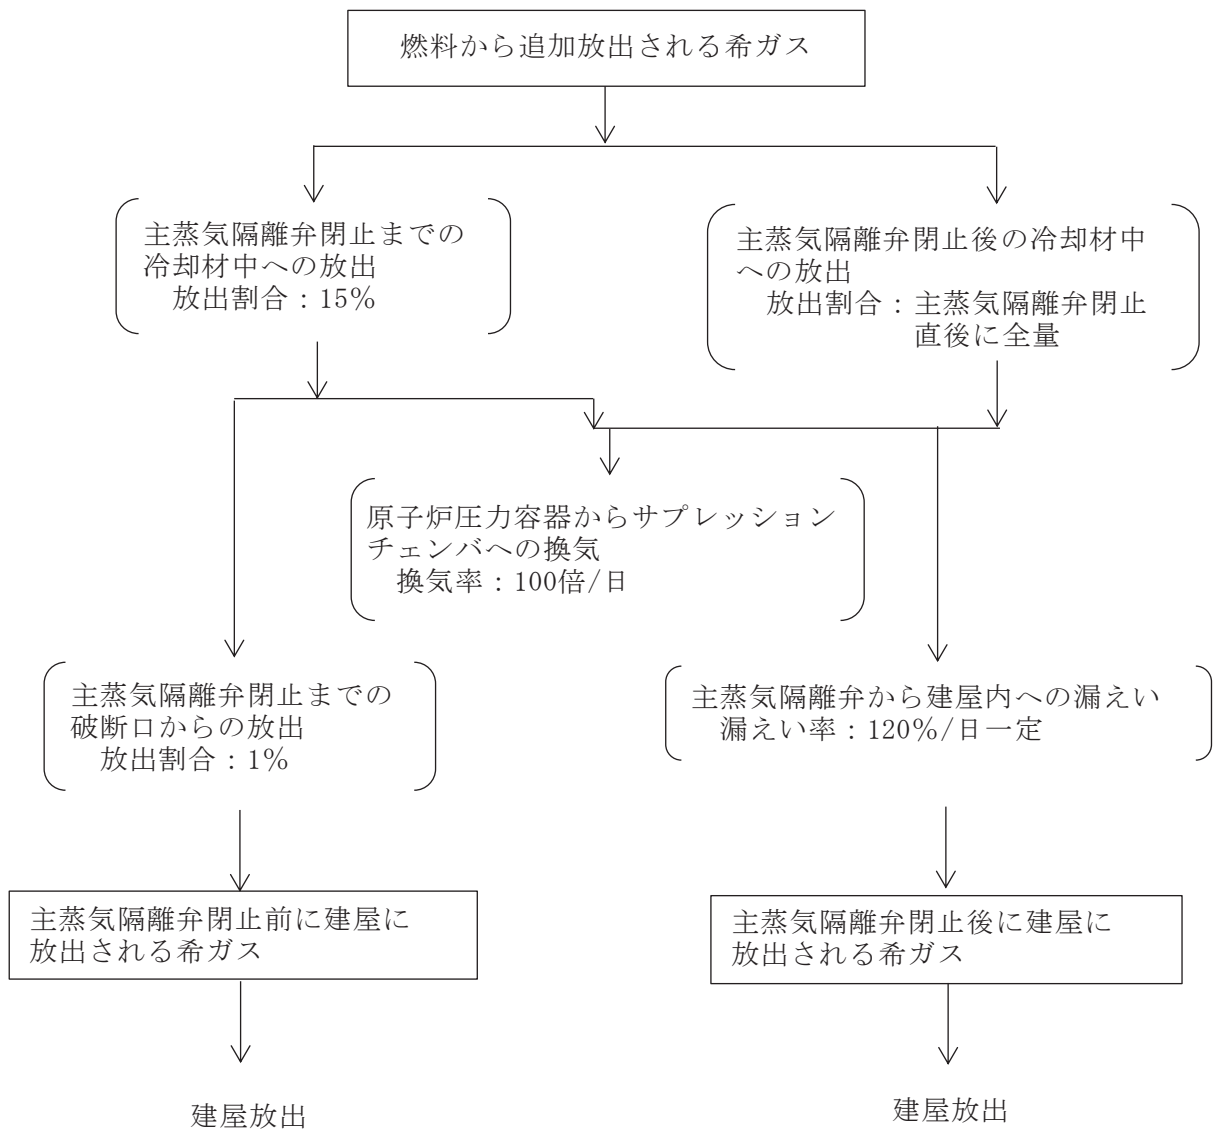 燃料から追加放出される希ガス
主蒸気隔離弁閉止までの
冷却材中への放出
放出割合：15%
主蒸気隔離弁閉止後の冷却材中
への放出
放出割合：主蒸気隔離弁閉止
直後に全量
原子炉圧力容器からサプレッション
チェンバへの換気
換気率：100倍/日
主蒸気隔離弁閉止までの
破断口からの放出
放出割合：1%
主蒸気隔離弁から建屋内への漏えい
漏えい率：120%/日一定
主蒸気隔離弁閉止前に建屋に
放出される希ガス
主蒸気隔離弁閉止後に建屋に
放出される希ガス
建屋放出
建屋放出